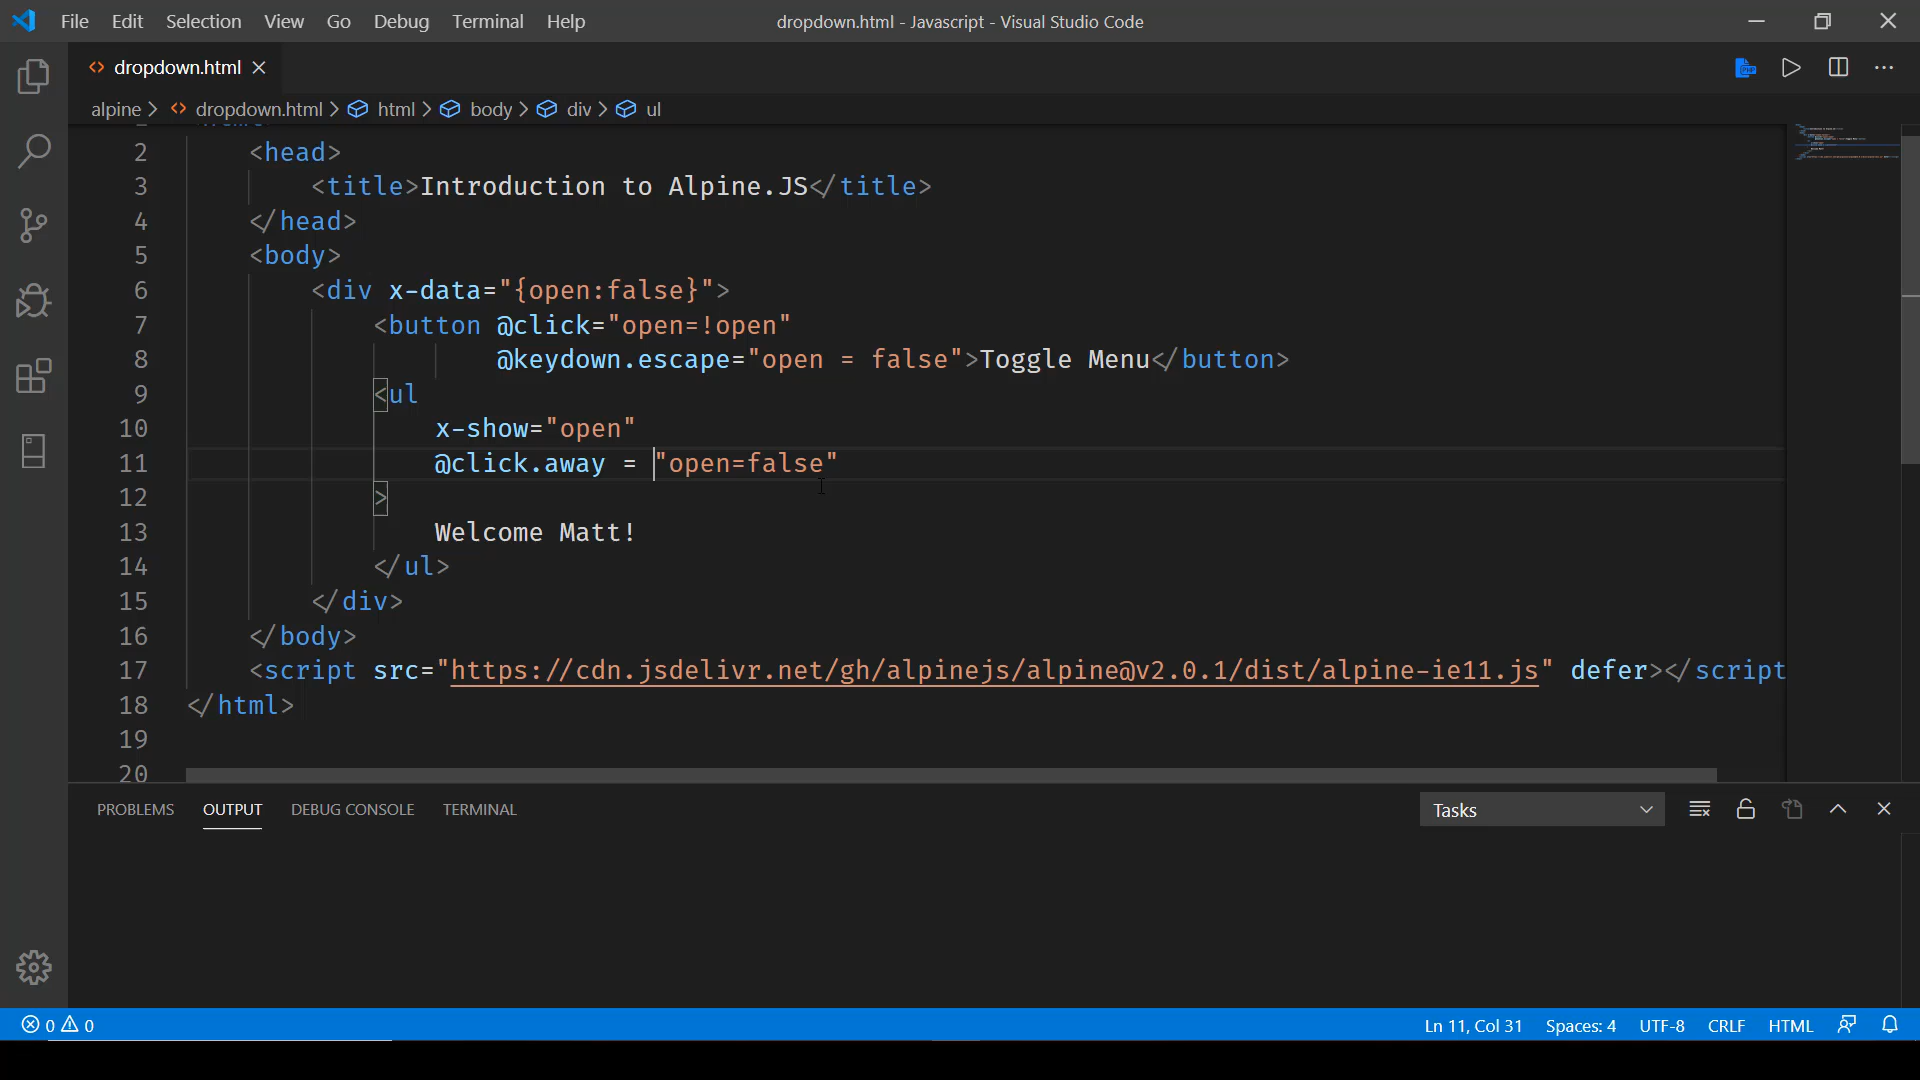 File Edit Selection View Go Debug Terminal Help
dropdown.html - Javascript - Visual Studio Code
dropdown.html
alpine > dropdown.html > html > body > div > ul
2 <head>
3 <title>Introduction to Alpine.JS</title>
4 </head>
5 <body>
6 <div x-data="{open:false}">
7 <button @click="open=!open"
8 @keydown.escape="open = false">Toggle Menu</button>
9 <ul
10 x-show="open"
11 @click.away = "open=false"
12 >
13 Welcome Matt!
14 </ul>
15 </div>
16 </body>
17 <script src="https://cdn.jsdelivr.net/gh/alpinejs/alpine@v2.0.1/dist/alpine-ie11.js" defer></script
18 </html>
19
20
PROBLEMS OUTPUT DEBUG CONSOLE TERMINAL
Tasks
0 0
Ln 11, Col 31 Spaces: 4 UTF-8 CRLF HTML